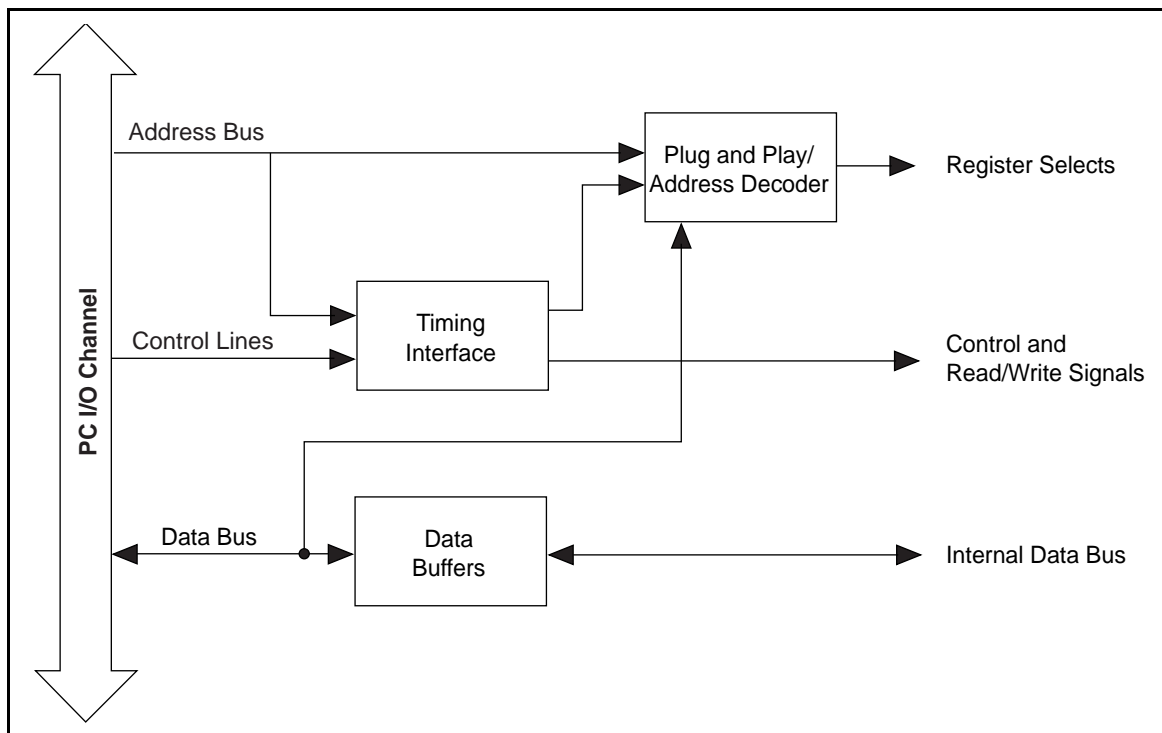 Address Bus
Plug and Play/
Address Decoder
Register Selects
PC I/O Channel
Control Lines
Timing
Interface
Control and
Read/Write Signals
Data Bus
Data
Buffers
Internal Data Bus